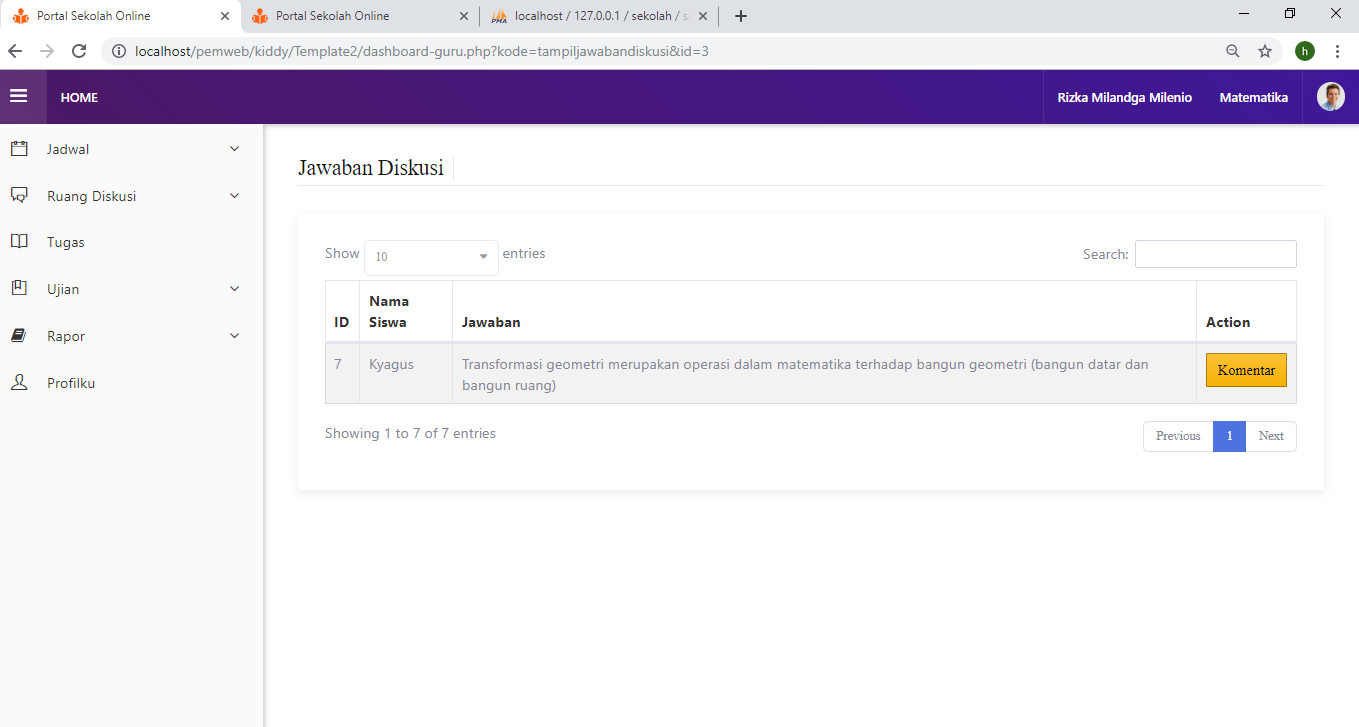 Portal Sekolah Online
Portal Sekolah Online
localhost / 127.0.0.1 / sekolah / s
localhost/pemweb/kiddy/Template2/dashboard-guru.php?kode=tampiljawabandiskusi&id=3
h
HOME
Rizka Milandga Milenio
Matematika
Jadwal
Ruang Diskusi
Tugas
Ujian
Rapor
Profilku
Jawaban Diskusi
Show 10 entries
Search:
ID Nama Siswa Jawaban Action
7 Kyagus Transformasi geometri merupakan operasi dalam matematika terhadap bangun geometri (bangun datar dan
bangun ruang)
Komentar
Showing 1 to 7 of 7 entries
Previous 1 Next